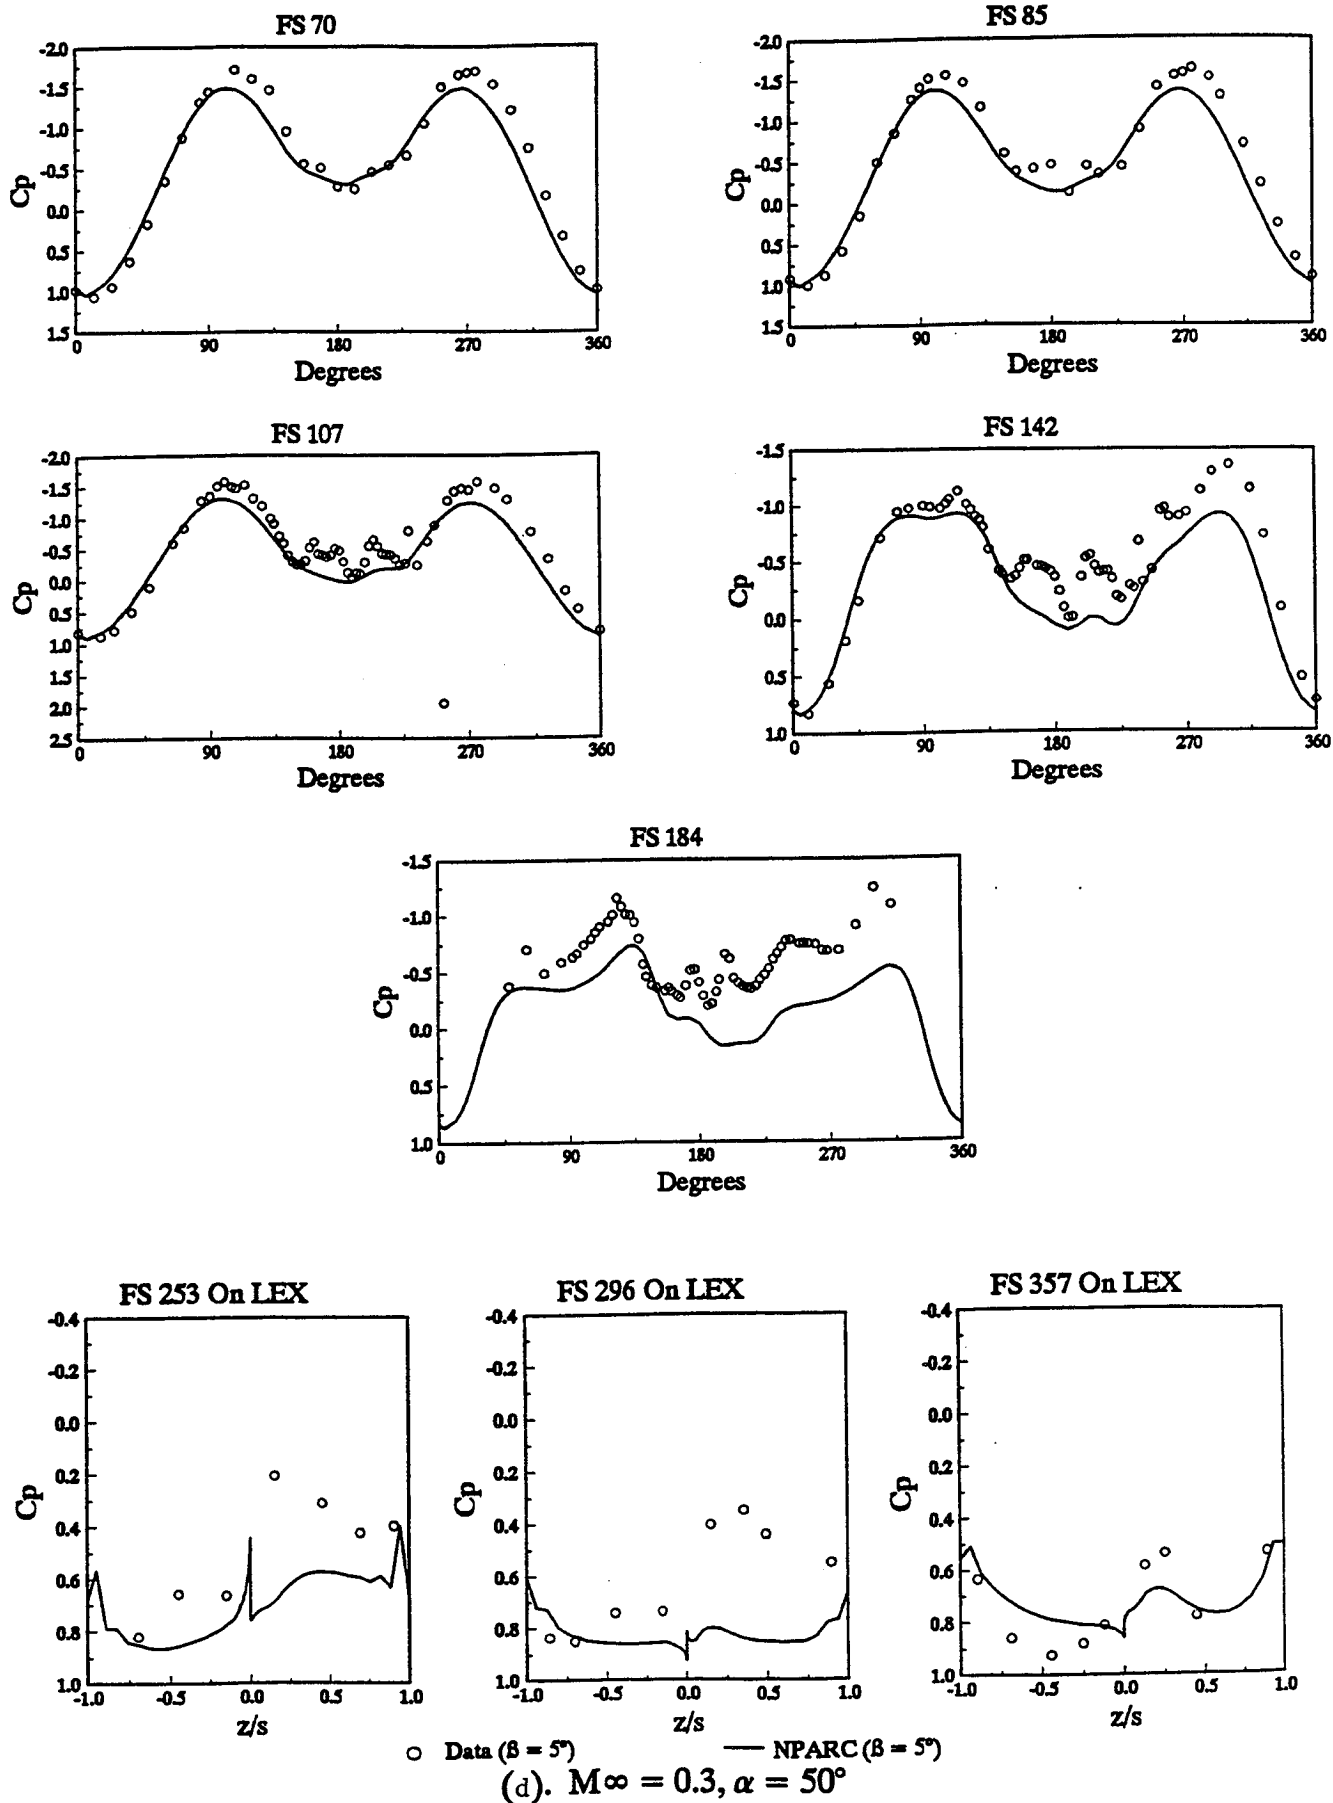 FS 70
-2.0
-1.5
-1.0
-0.5
0.0
0.5
1.0
1.5
Cp
0 90 180 270 360
Degrees
FS 85
-2.0
-1.5
-1.0
-0.5
0.0
0.5
1.0
1.5
Cp
0 90 180 270 360
Degrees
FS 107
-2.0
-1.5
-1.0
-0.5
0.0
0.5
1.0
1.5
2.0
2.5
Cp
0 90 180 270 360
Degrees
FS 142
-1.5
-1.0
-0.5
0.0
0.5
1.0
Cp
0 90 180 270 360
Degrees
FS 184
-1.5
-1.0
-0.5
0.0
0.5
1.0
Cp
0 90 180 270 360
Degrees
FS 253 On LEX
-0.4
-0.2
0.0
0.2
0.4
0.6
0.8
1.0
Cp
-1.0 -0.5 0.0 0.5 1.0
z/s
FS 296 On LEX
-0.4
-0.2
0.0
0.2
0.4
0.6
0.8
1.0
Cp
-1.0 -0.5 0.0 0.5 1.0
z/s
FS 357 On LEX
-0.4
-0.2
0.0
0.2
0.4
0.6
0.8
1.0
Cp
-1.0 -0.5 0.0 0.5 1.0
z/s
Data (ß = 5°)
NPARC (ß = 5°)
(d). M∞ = 0.3, α = 50°